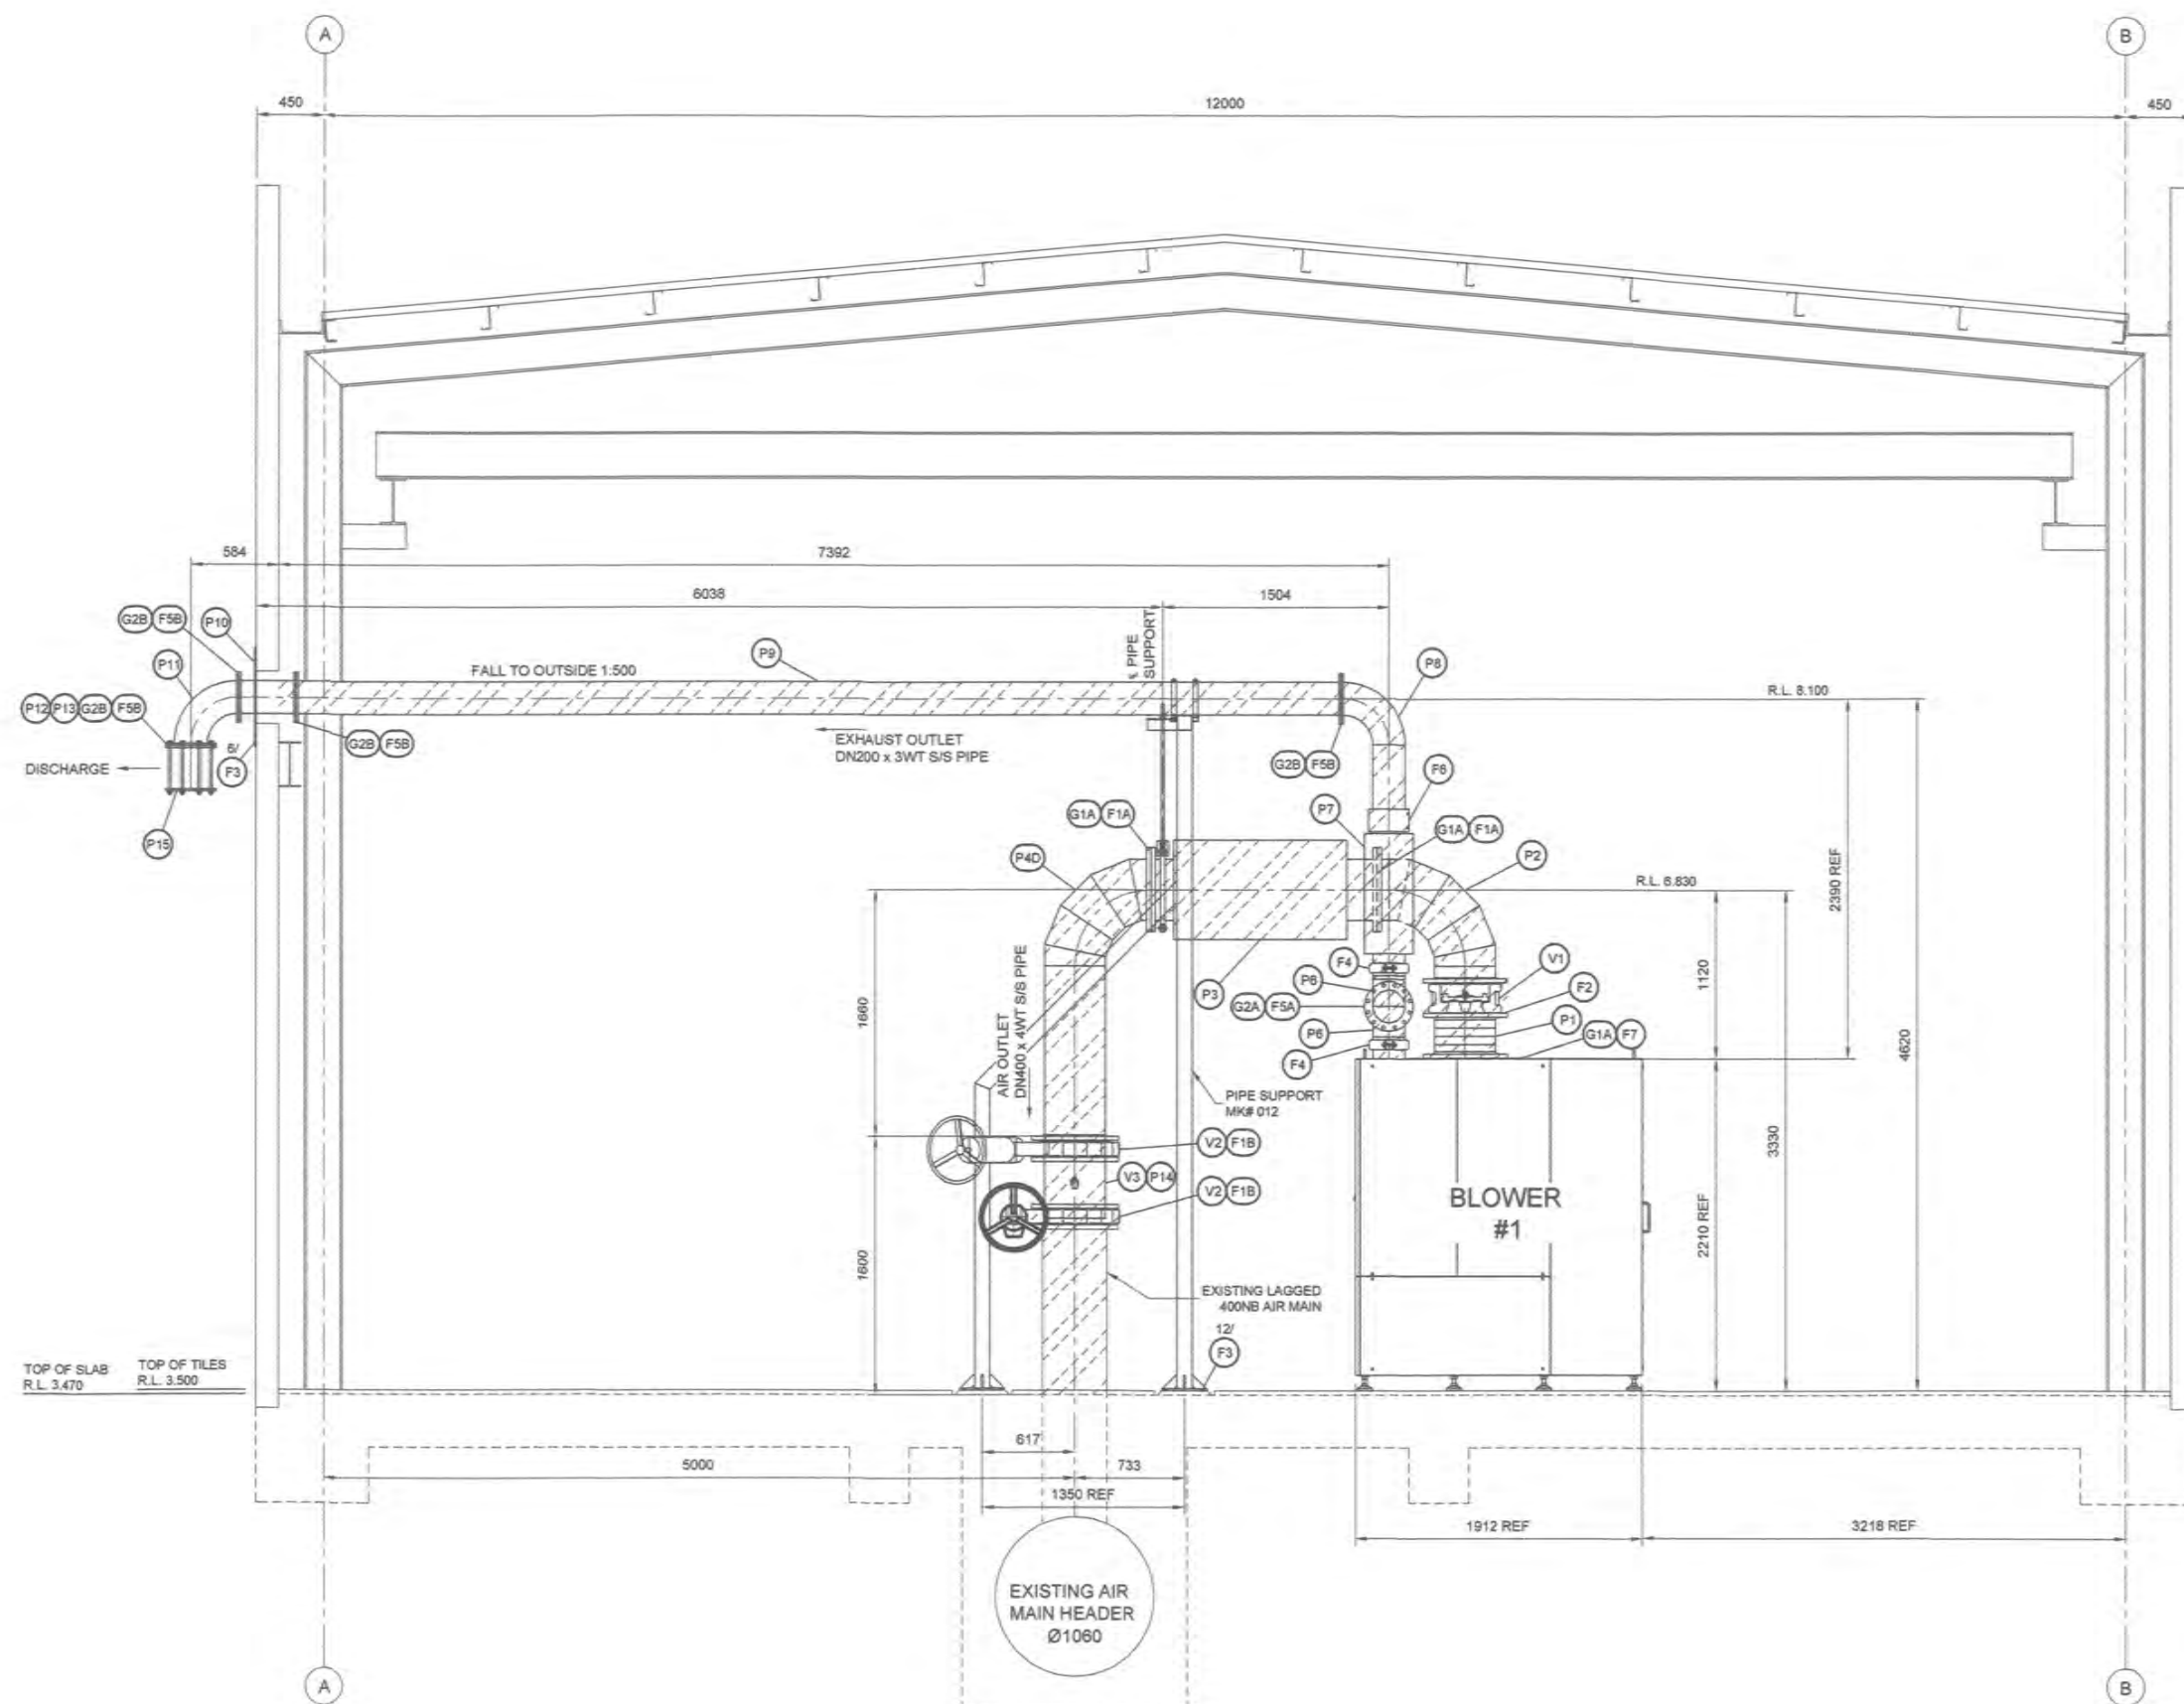 A
B
450
12000
450
584
7392
6038
1504
G2B
F5B
P10
P9
PIPE
SUPPORT
P11
FALL TO OUTSIDE 1:500
P8
R.L. 8.100
P12
P13
G2B
F5B
EXHAUST OUTLET
DN200 x 3WT S/S PIPE
G2B
F5B
G2B
F5B
6/
F3
DISCHARGE
F6
P15
G1A
F1A
P7
G1A
F1A
P4D
P2
R.L. 6.830
2390 REF
F4
V1
P6
F2
P3
G2A
F5A
P1
P6
G1A
F7
F4
1120
4620
1660
AIR OUTLET
DN400 x 4WT S/S PIPE
PIPE SUPPORT
MK# 012
V2
F1B
3330
V3
P14
V2
F1B
BLOWER
#1
2210 REF
1600
EXISTING LAGGED
400NB AIR MAIN
12/
F3
TOP OF SLAB
R.L. 3.470
TOP OF TILES
R.L. 3.500
617
5000
733
1350 REF
1912 REF
3218 REF
EXISTING AIR
MAIN HEADER
Ø1060
A
B